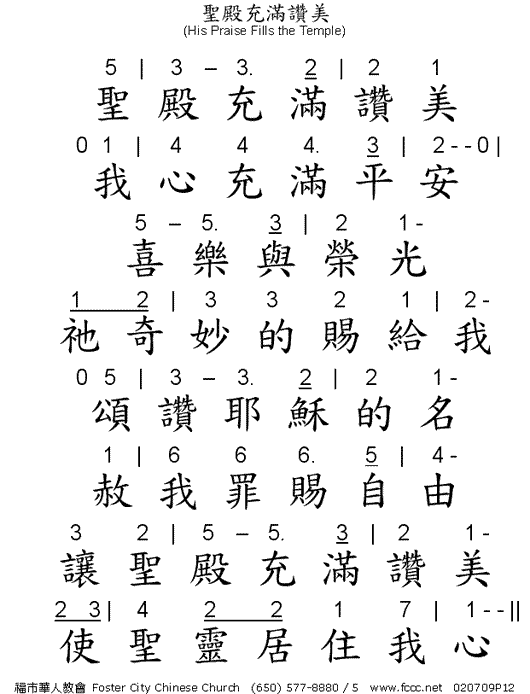 聖殿充滿讚美
(His Praise Fills the Temple)
5 | 3 – 3. 2 | 2 1
聖殿充滿讚美
0 1 | 4 4 4. 3 | 2 - - 0 |
我心充滿平安
5 – 5. 3 | 2 1 -
喜樂與榮光
1 2 | 3 3 2 1 | 2 -
祂奇妙的賜給我
0 5 | 3 – 3. 2 | 2 1 -
頌讚耶穌的名
1 | 6 6 6. 5 | 4 -
赦我罪賜自由
3 2 | 5 – 5. 3 | 2 1 -
讓聖殿充滿讚美
2 3 | 4 2 2 1 7 | 1 - - ||
使聖靈居住我心
福市華人教會 Foster City Chinese Church (650) 577-8880 / 5 www.fccc.net 020709P12